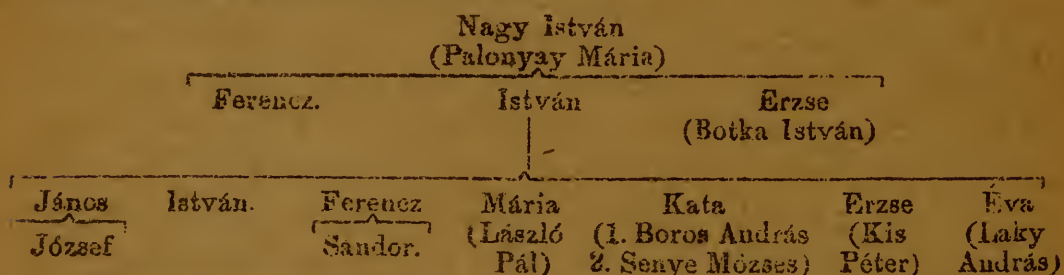 Nagy István
(Palonyay Mária)
Ferencz. István Erzse
(Botka István)
János István. Ferencz Mária Kata Erzse Éva
József Sándor. (László (1. Boros András (Kis (Laky
Pál) 2. Senye Mózses) Péter) András)